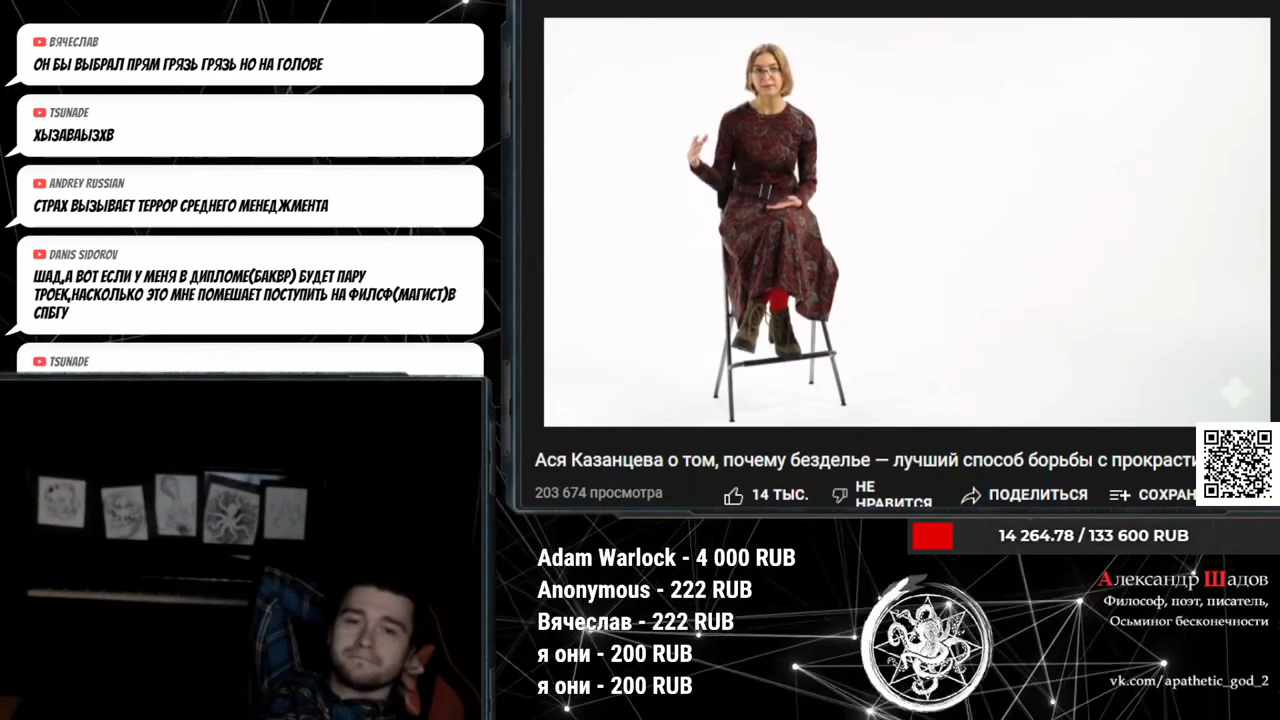 ВЯЧЕСЛАВ
ОН БЫ ВЫБРАЛ ПРЯМ ГРЯЗЬ ГРЯЗЬ НО НА ГОЛОВЕ
TSUNADE
ХЫЗАВАЫЗХВ
ANDREY RUSSIAN
СТРАХ ВЫЗЫВАЕТ ТЕРРОР СРЕДНЕГО МЕНЕДЖМЕНТА
DANIS SIDOROV
ШАД,А ВОТ ЕСЛИ У МЕНЯ В ДИПЛОМЕ(БАКВР) БУДЕТ ПАРУ
ТРОЕК,НАСКОЛЬКО ЭТО МНЕ ПОМЕШАЕТ ПОСТУПИТЬ НА ФИЛСФ(МАГИСТ)В
СПБГУ
TSUNADE
Ася Казанцева о том, почему безделье — лучший способ борьбы с прокрасти
203 674 просмотра
14 ТЫС.
НЕ
НРАВИТСЯ
ПОДЕЛИТЬСЯ
СОХРАН
14 264.78 / 133 600 RUB
Adam Warlock - 4 000 RUB
Anonymous - 222 RUB
Вячеслав - 222 RUB
я они - 200 RUB
я они - 200 RUB
Александр Шадов
Философ, поэт, писатель,
Осьминог бесконечности
vk.com/apathetic_god_2